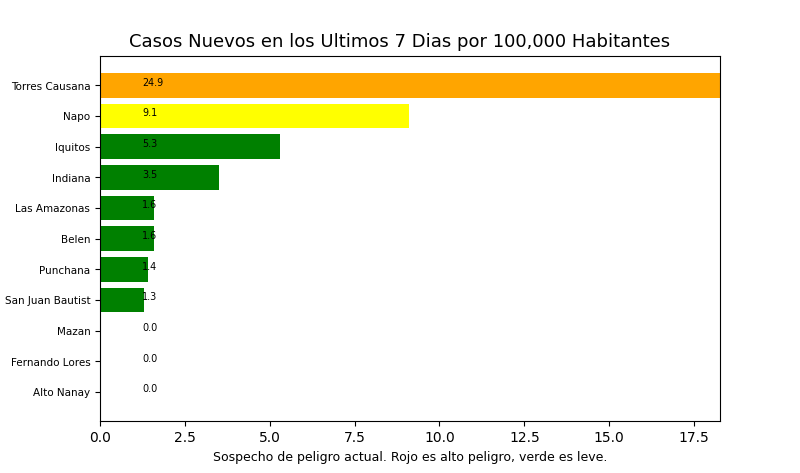 Casos Nuevos en los Ultimos 7 Dias por 100,000 Habitantes
Torres Causana 24.9
Napo 9.1
Iquitos 5.3
Indiana 3.5
Las Amazonas 1.6
Belen 1.6
Punchana 1.4
San Juan Bautist 1.3
Mazan 0.0
Fernando Lores 0.0
Alto Nanay 0.0
0.0 2.5 5.0 7.5 10.0 12.5 15.0 17.5
Sospecho de peligro actual. Rojo es alto peligro, verde es leve.